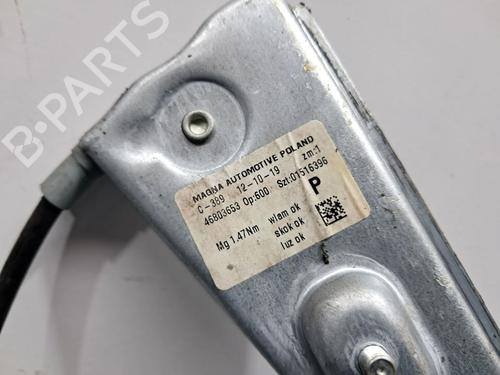 B-PARTS
MAGNA AUTOMOTIVE POLAND
C-389 12-10-19 zm:1
46803653 Op:600 Szt:01516396
P
Mg 1.47Nm wlam ok
skok ok
luz ok